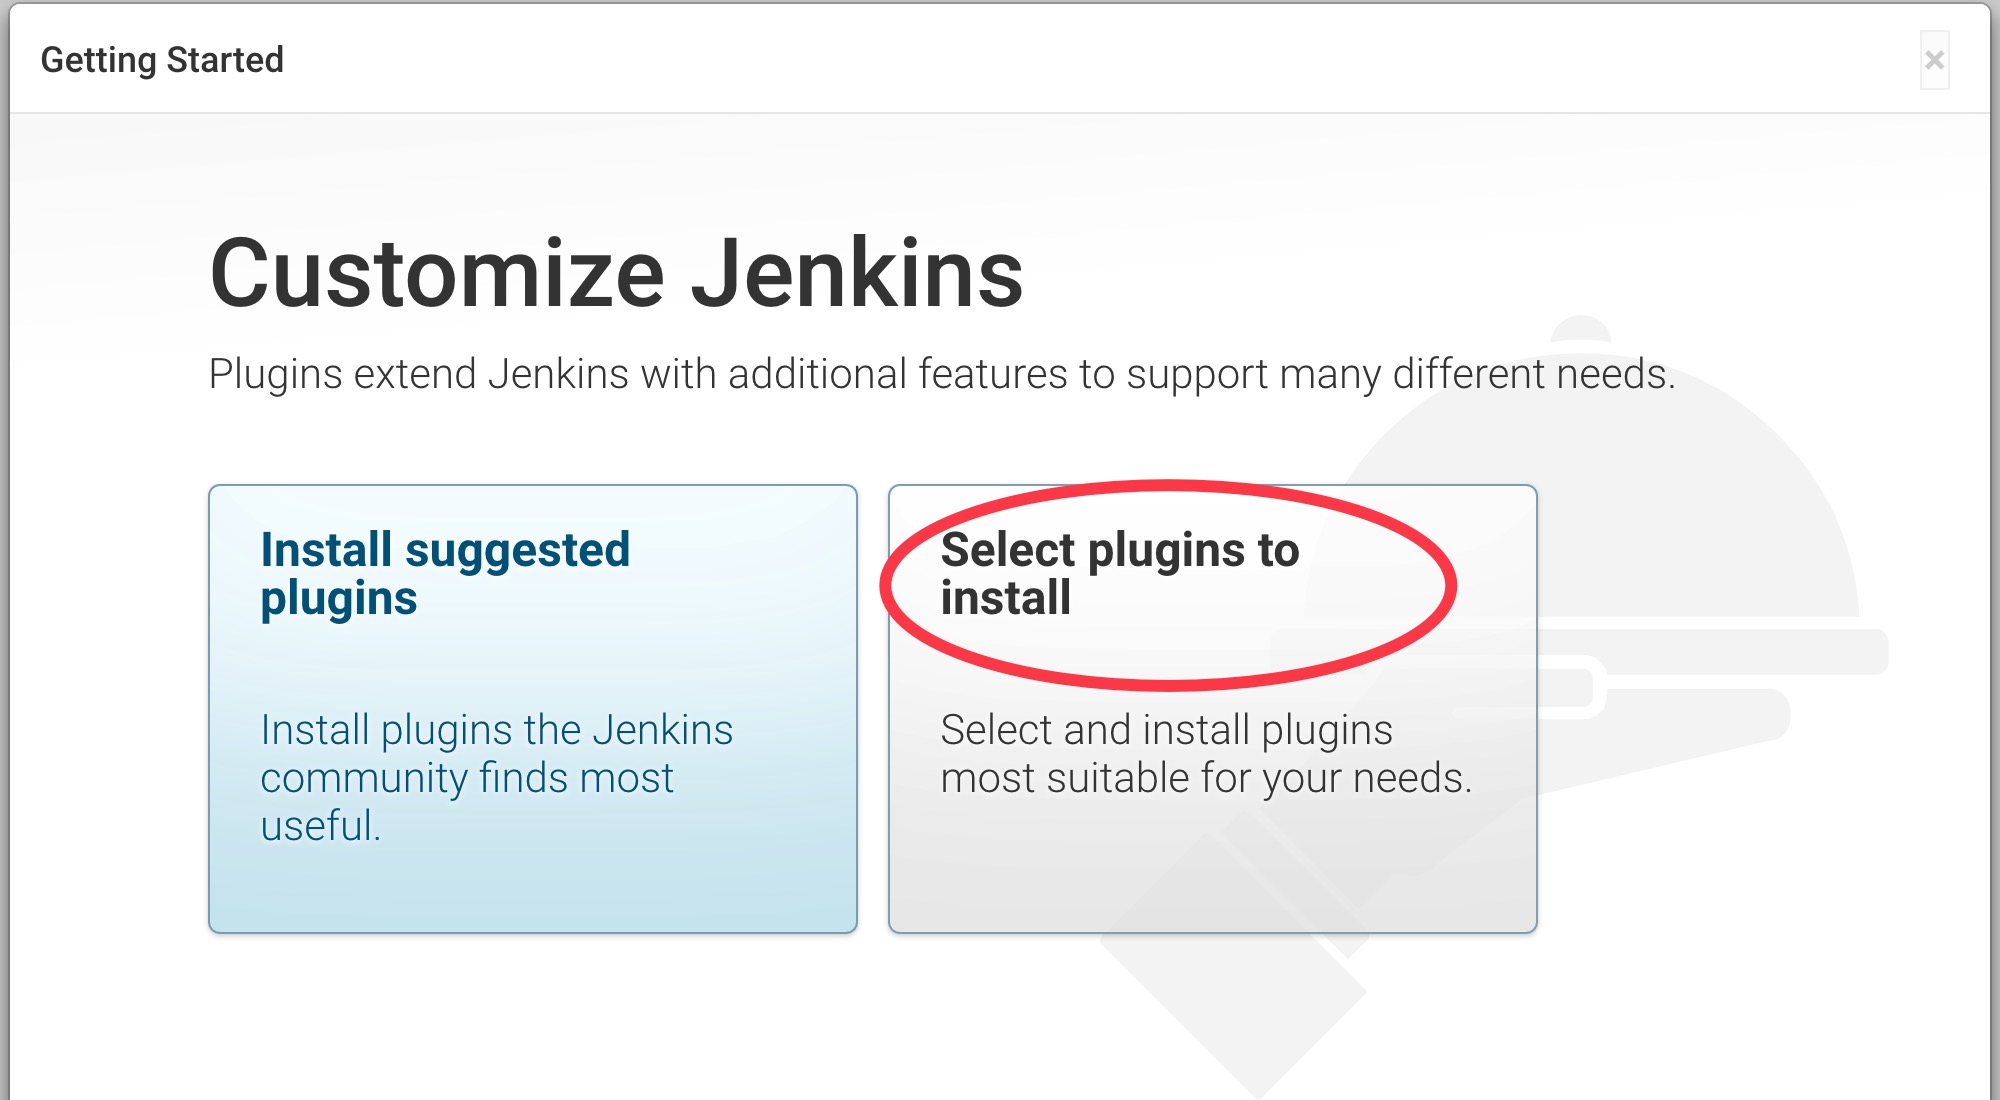 Getting Started
×
Customize Jenkins
Plugins extend Jenkins with additional features to support many different needs.
Install suggested
plugins
Install plugins the Jenkins
community finds most
useful.
Select plugins to
install
Select and install plugins
most suitable for your needs.